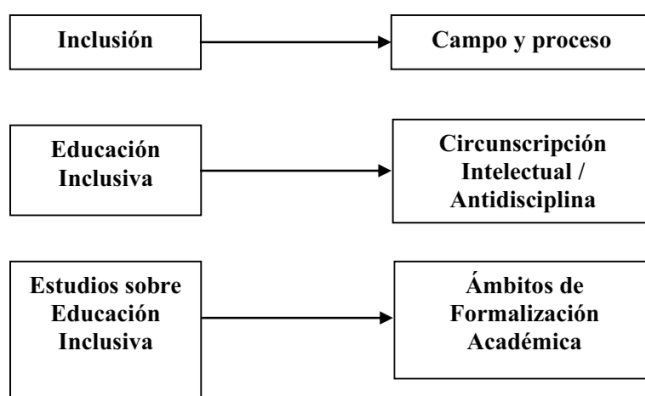 Inclusión
Campo y proceso
Educación
Inclusiva
Circunscripción
Intelectual /
Antidisciplina
Estudios sobre
Educación
Inclusiva
Ámbitos de
Formalización
Académica